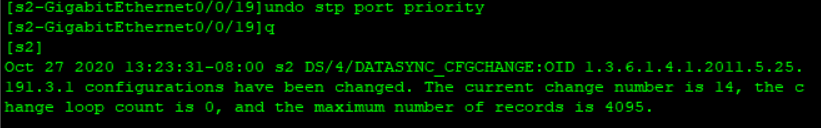 [s2-GigabitEthernet0/0/19]undo stp port priority
[s2-GigabitEthernet0/0/19]q
[s2]
Oct 27 2020 13:23:31-08:00 s2 DS/4/DATASYNC_CFGCHANGE:OID 1.3.6.1.4.1.2011.5.25.
191.3.1 configurations have been changed. The current change number is 14, the c
hange loop count is 0, and the maximum number of records is 4095.